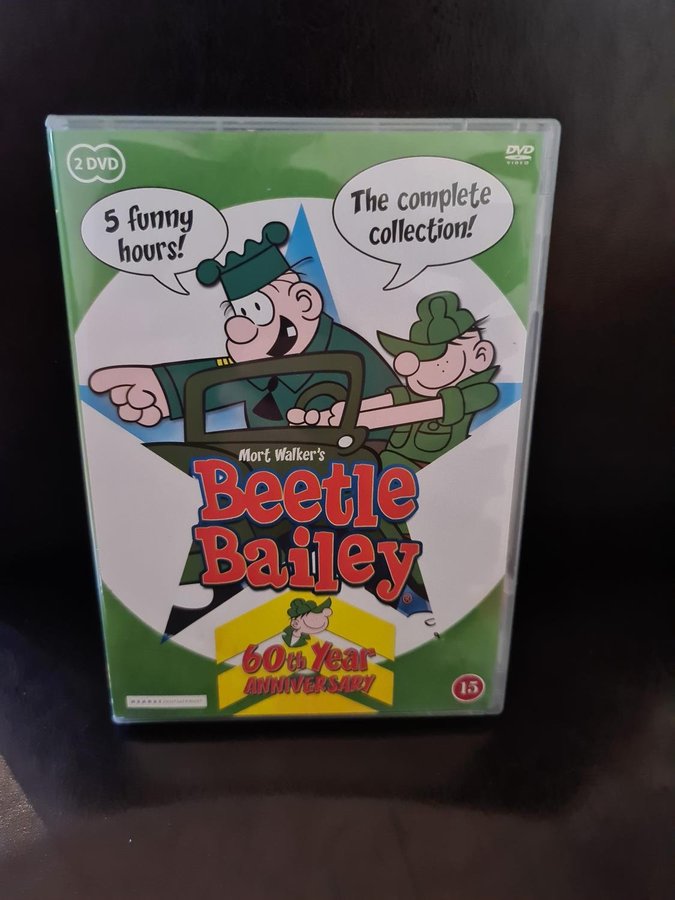 2 DVD
DVD
VIDEO
5 funny
hours!
The complete
collection!
Mort Walker's
Beetle
Bailey
®
60th Year
ANNIVERSARY
15